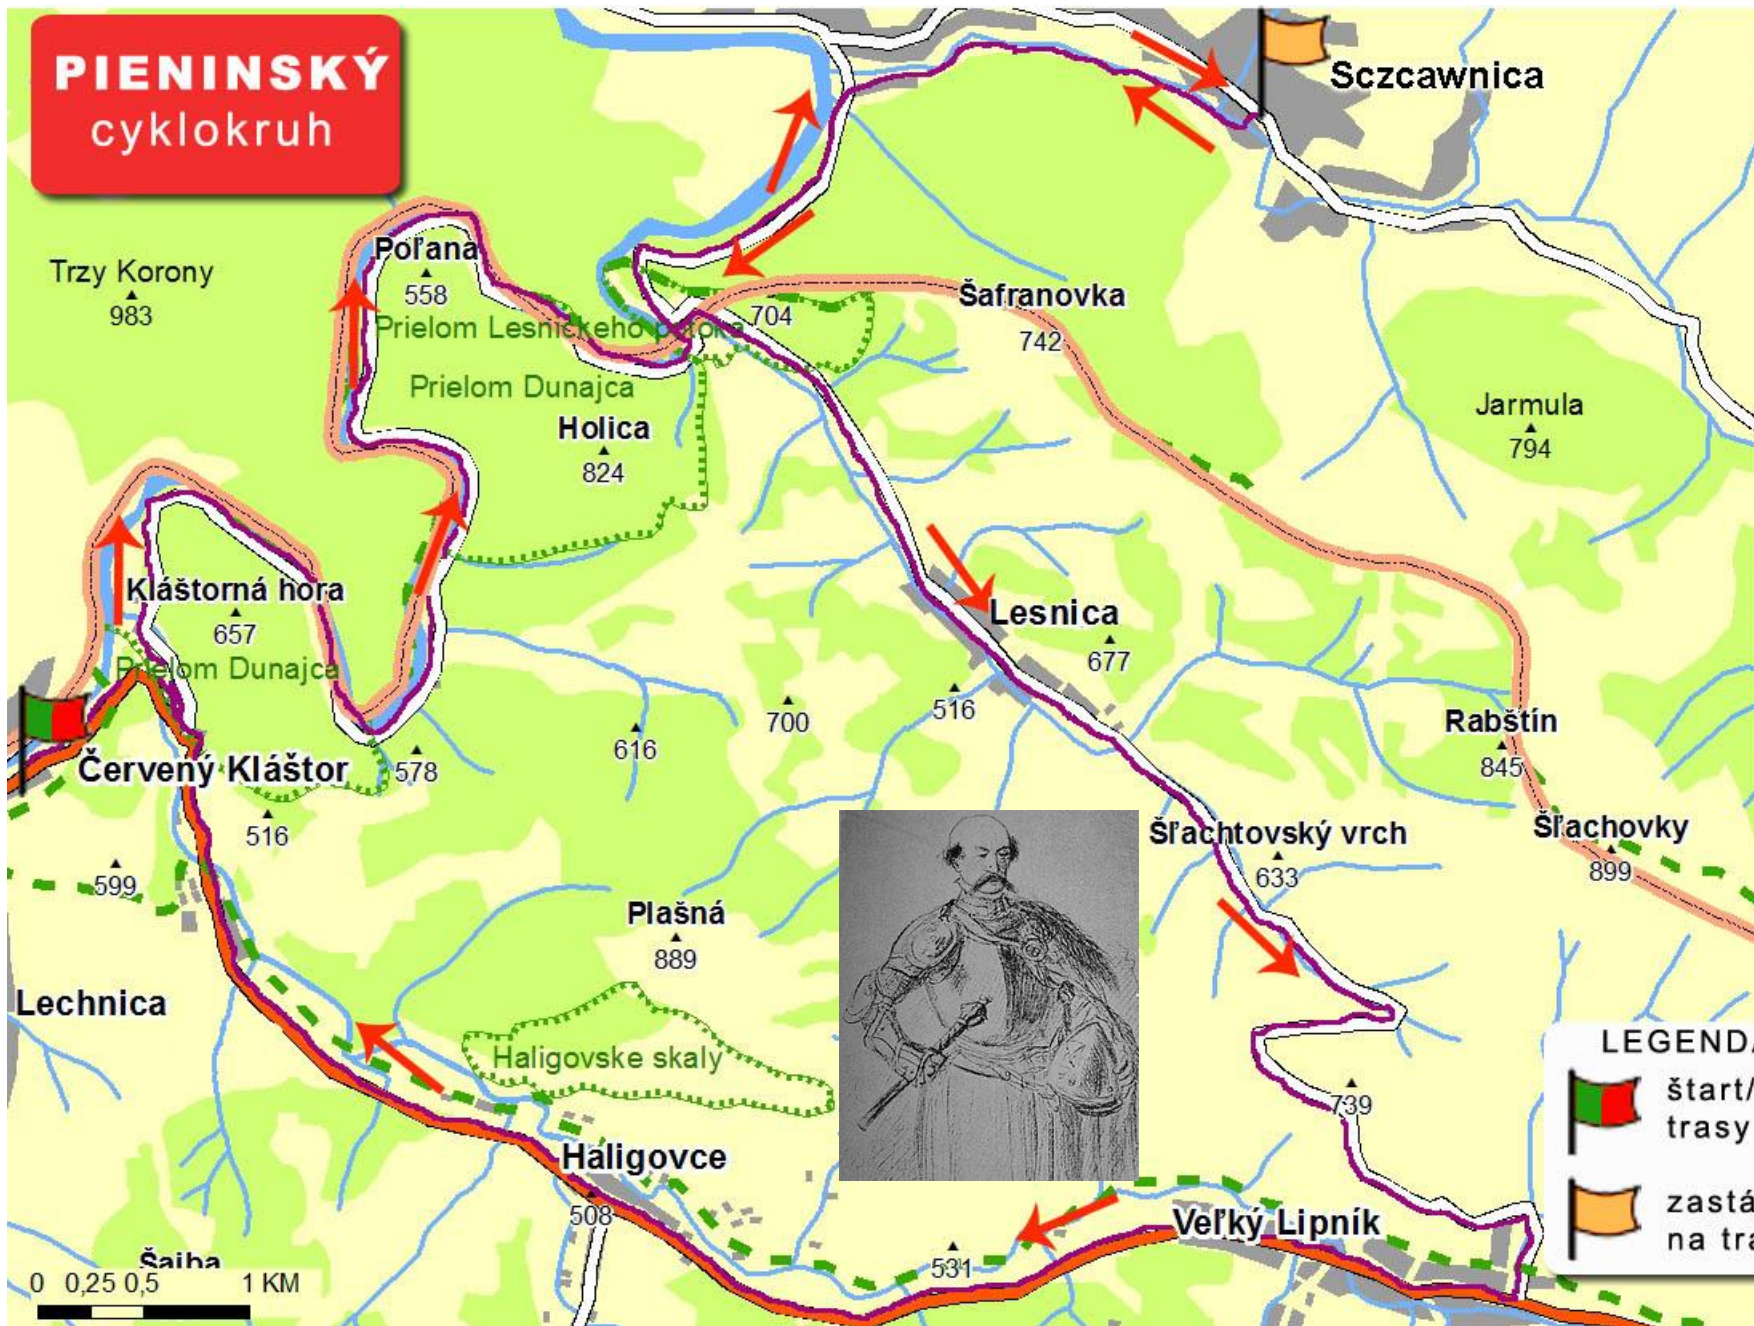 PIENINSKÝ
cyklokruh
Sczcawnica
Trzy Korony
983
Poľana
558
Prielom Lesníckeho potoka
704
Šafranovka
742
Prielom Dunajca
Holica
824
Jarmula
794
Kláštorná hora
657
Prielom Dunajca
Lesnica
677
516
700
616
578
Rabštín
845
Červený Kláštor
516
599
Šľachtovský vrch
633
Šľachovky
899
Plašná
889
Lechnica
Haligovske skaly
739
LEGENDA
štart/
trasy
zastá
na tra
Haligovce
508
Veľký Lipník
531
Šaiba
0 0,25 0,5 1 KM